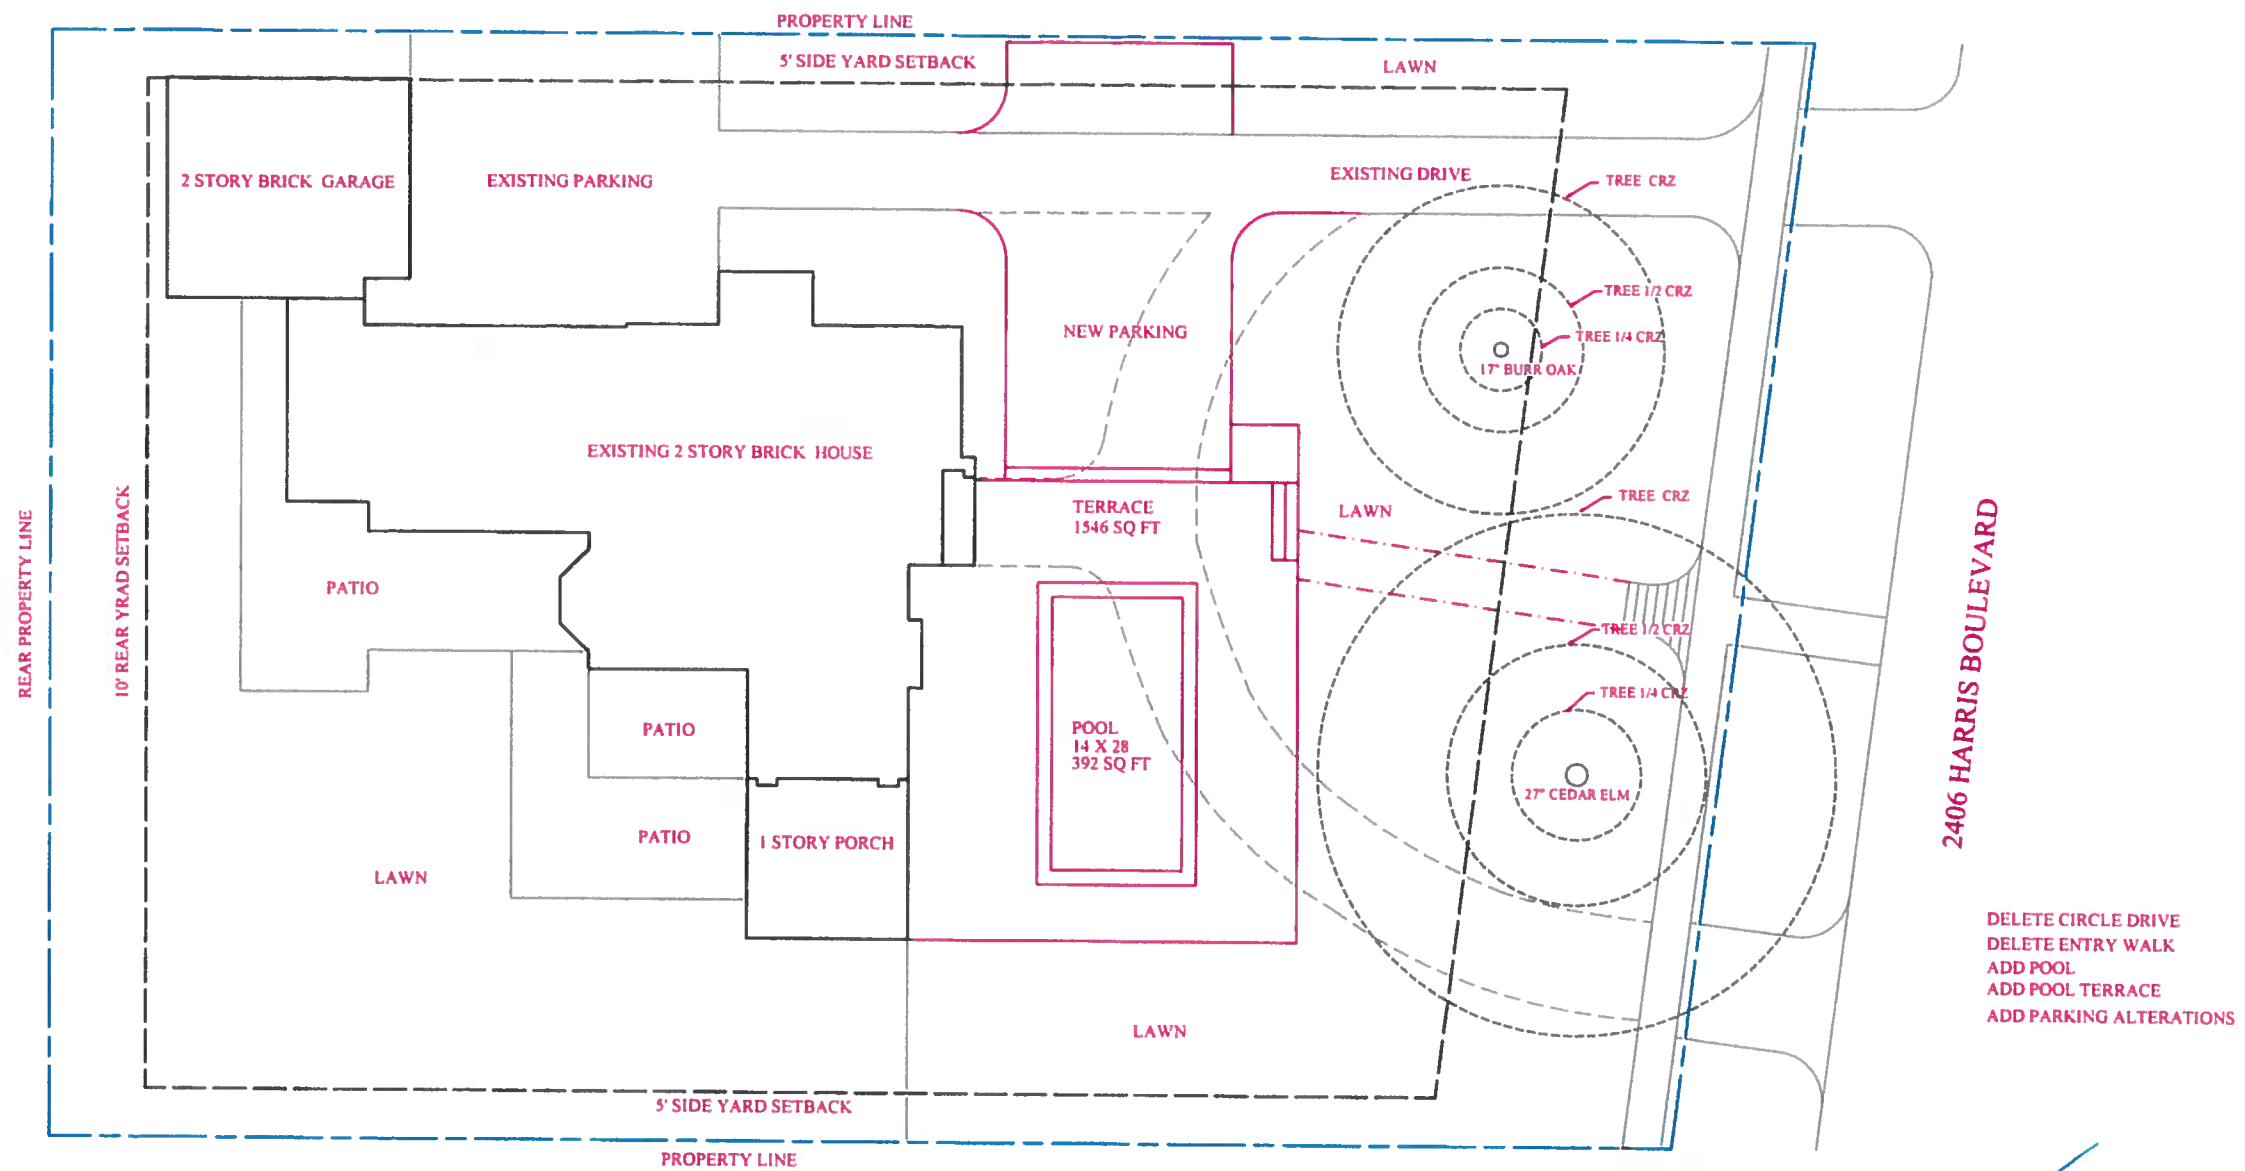 PROPERTY LINE
5' SIDE YARD SETBACK
LAWN
2 STORY BRICK GARAGE
EXISTING PARKING
EXISTING DRIVE
TREE CRZ
TREE 1/2 CRZ
NEW PARKING
TREE 1/4 CRZ
17" BURR OAK
EXISTING 2 STORY BRICK HOUSE
TREE CRZ
TERRACE
1546 SQ FT
LAWN
REAR PROPERTY LINE
10' REAR YRAD SETBACK
PATIO
TREE 1/2 CRZ
TREE 1/4 CRZ
PATIO
POOL
14 X 28
392 SQ FT
27" CEDAR ELM
2406 HARRIS BOULEVARD
PATIO
1 STORY PORCH
LAWN
DELETE CIRCLE DRIVE
DELETE ENTRY WALK
ADD POOL
ADD POOL TERRACE
ADD PARKING ALTERATIONS
LAWN
5' SIDE YARD SETBACK
PROPERTY LINE